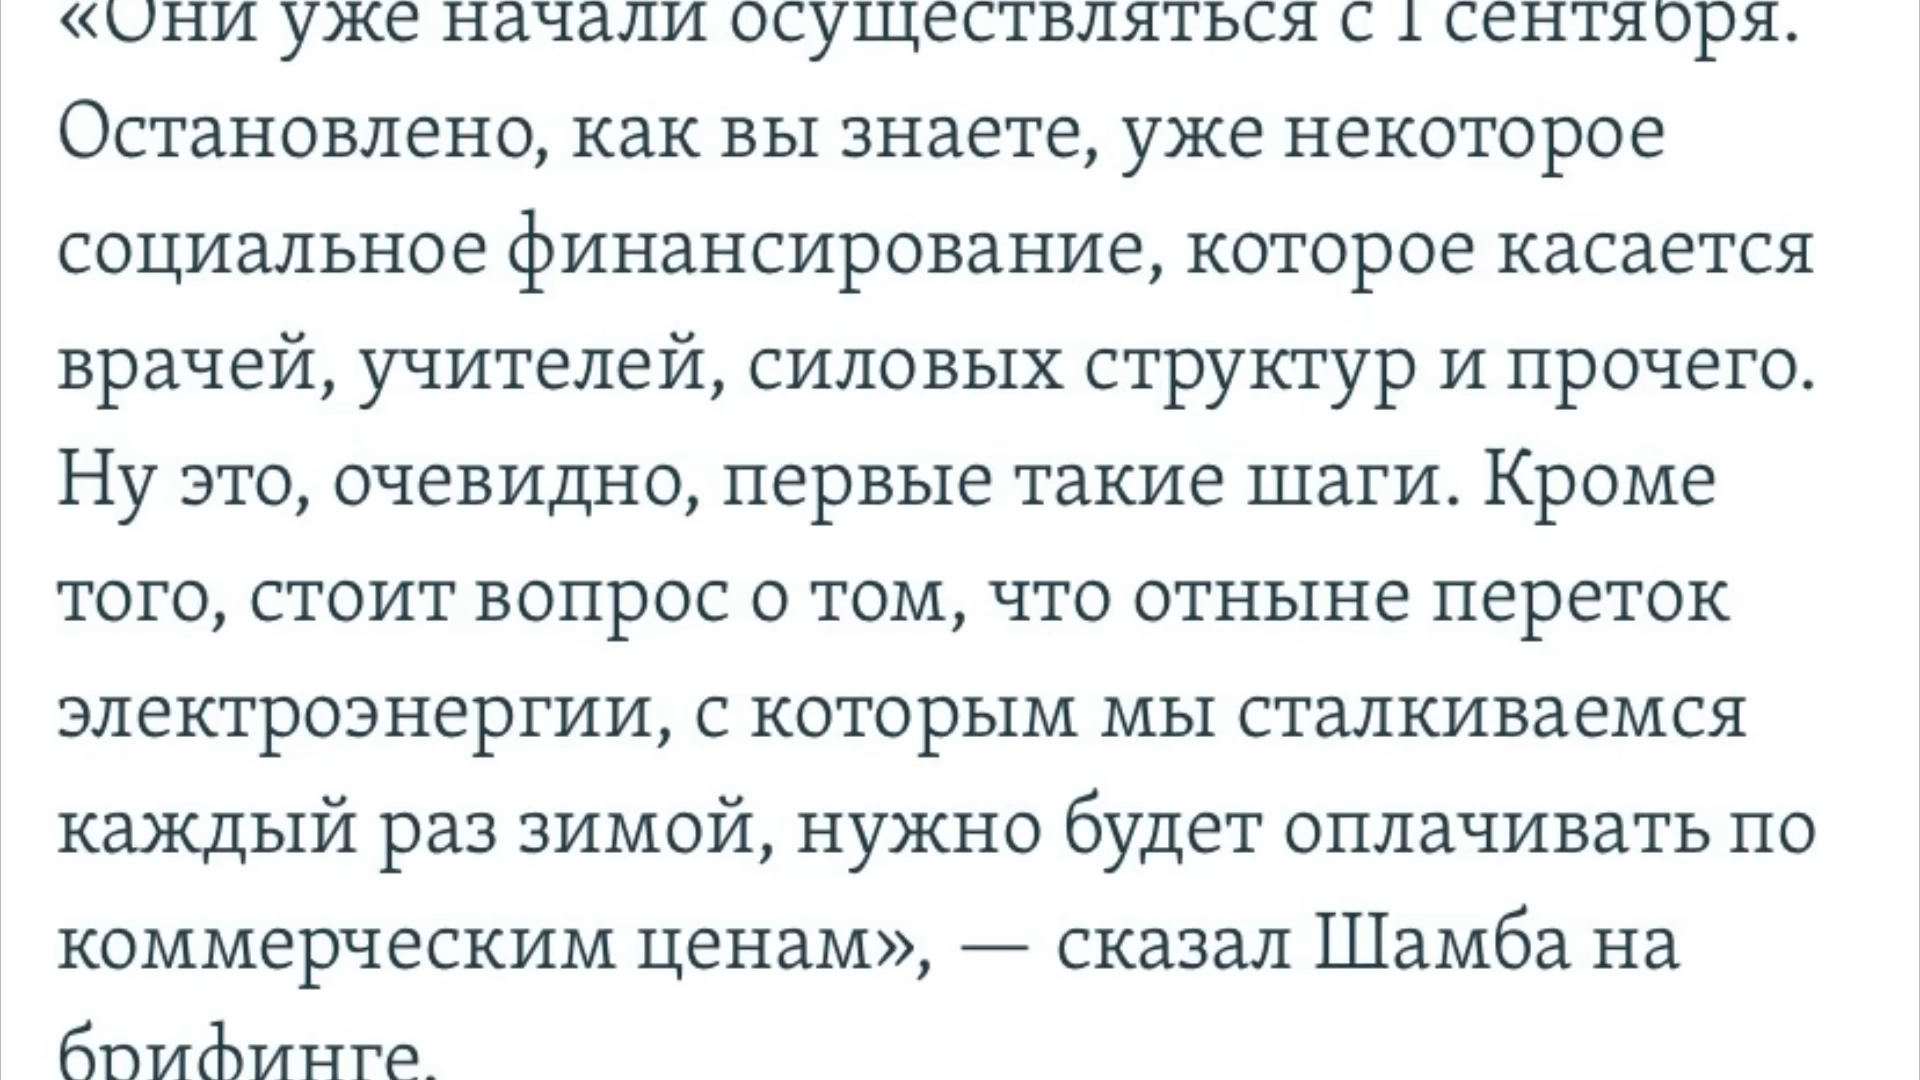 «Они уже начали осуществляться с 1 сентября.
Остановлено, как вы знаете, уже некоторое
социальное финансирование, которое касается
врачей, учителей, силовых структур и прочего.
Ну это, очевидно, первые такие шаги. Кроме
того, стоит вопрос о том, что отныне переток
электроэнергии, с которым мы сталкиваемся
каждый раз зимой, нужно будет оплачивать по
коммерческим ценам», — сказал Шамба на
брифинге.